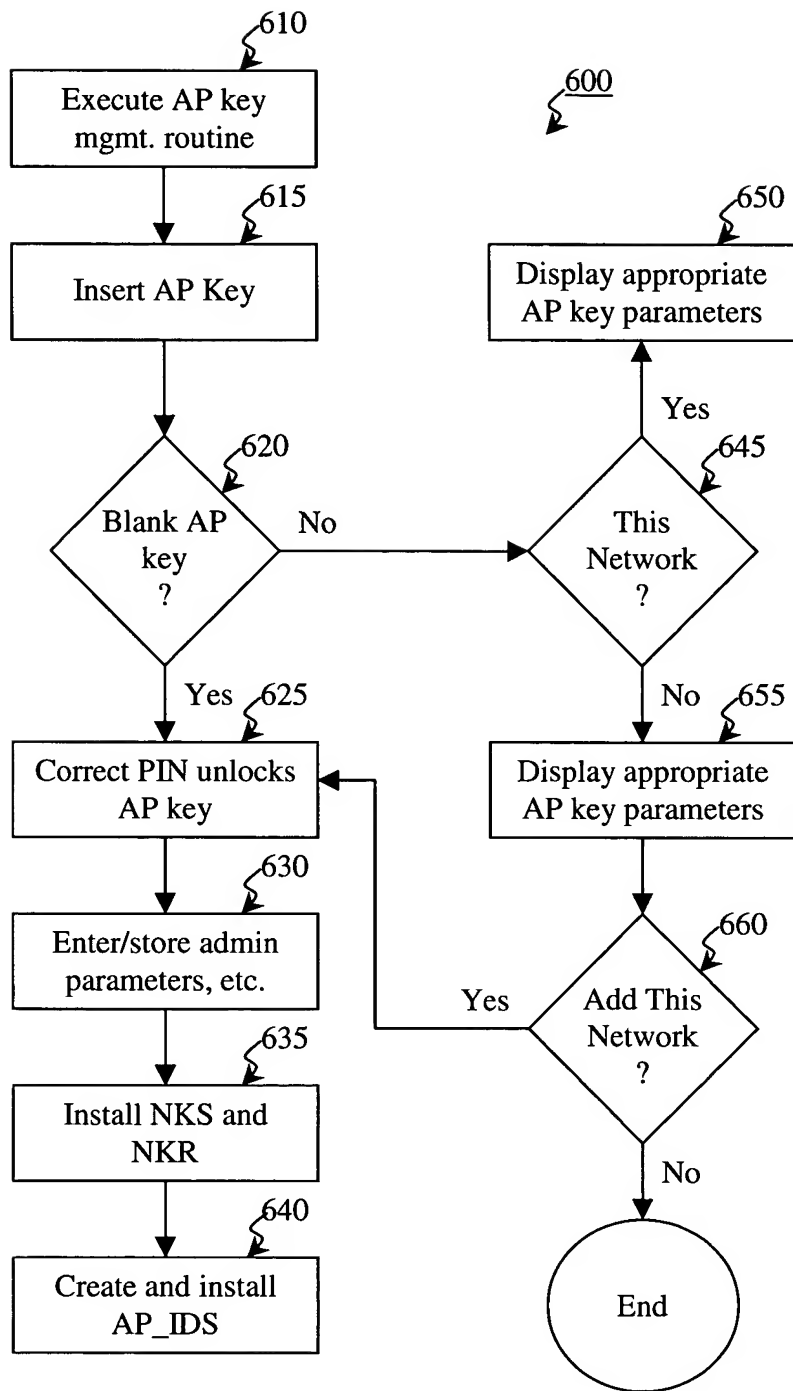 610
Execute AP key
mgmt. routine
600
615
Insert AP Key
650
Display appropriate
AP key parameters
Yes
620
Blank AP
key
?
No
645
This
Network
?
Yes
625
Correct PIN unlocks
AP key
No
655
Display appropriate
AP key parameters
630
Enter/store admin
parameters, etc.
660
Add This
Network
?
Yes
635
Install NKS and
NKR
No
640
Create and install
AP_IDS
End